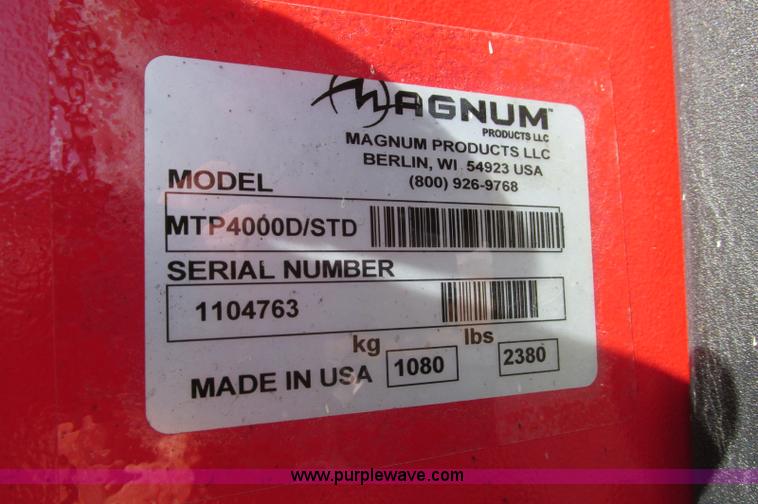 MAGNUM™
PRODUCTS LLC
MAGNUM PRODUCTS LLC
BERLIN, WI 54923 USA
(800) 926-9768
MODEL
MTP4000D/STD
SERIAL NUMBER
1104763
kg lbs
MADE IN USA 1080 2380
www.purplewave.com